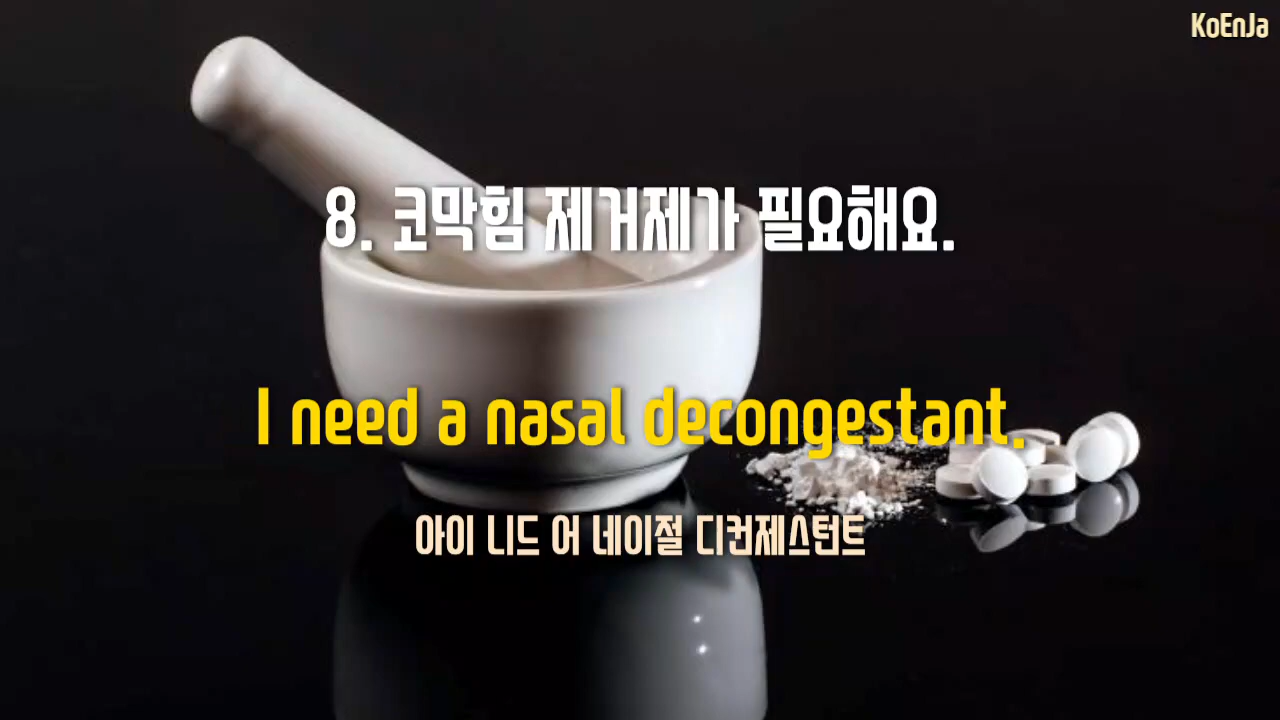 KoEnJa
8. 코막힘 제거제가 필요해요.
I need a nasal decongestant.
아이 니드 어 네이절 디컨제스턴트